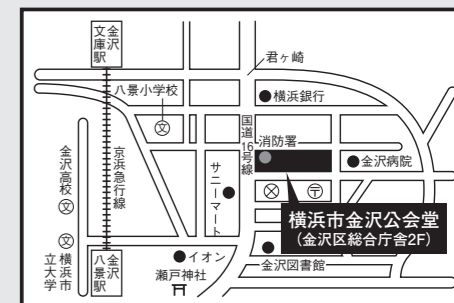 金沢
文庫駅
君ヶ崎
八景小学校
横浜銀行
文
国道16号線
消防署
金沢病院
京浜急行線
金沢高校
文
サニーマート
横浜市金沢公会堂
(金沢区総合庁舎2F)
文
横浜市
立大学
金沢
八景駅
イオン
金沢図書館
瀬戸神社